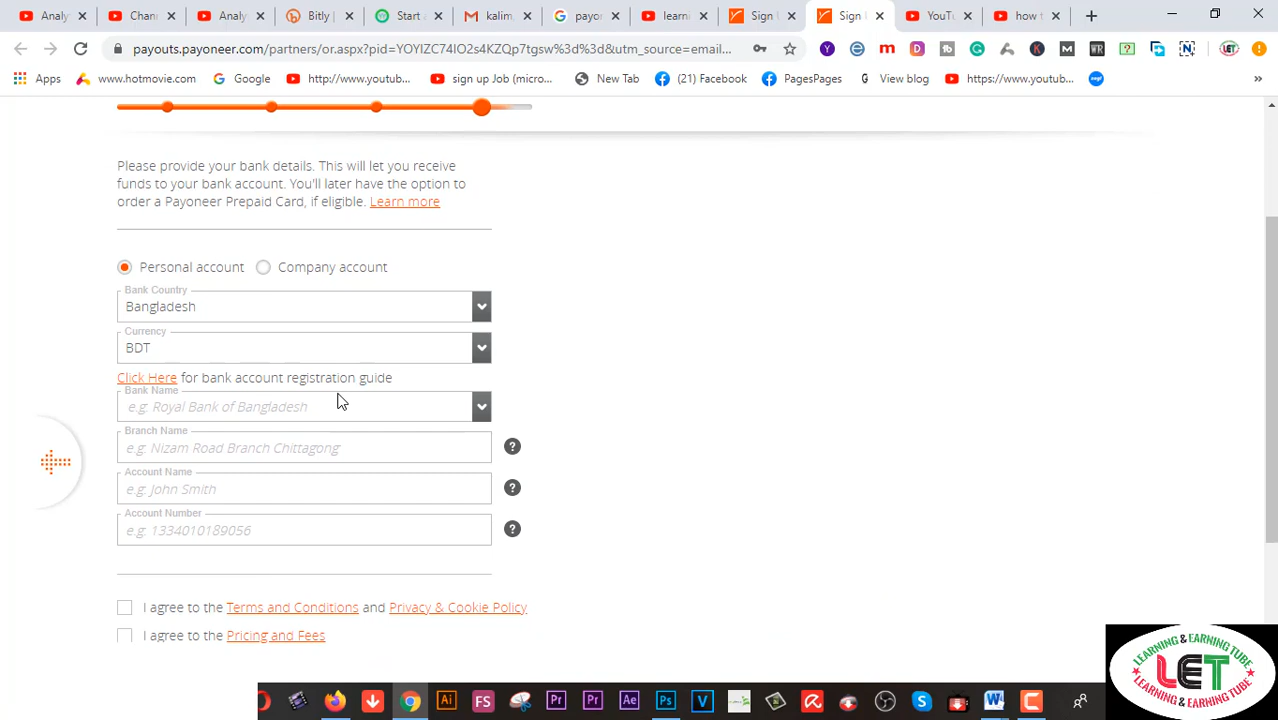 Analy
Chann
Analy
Bitly |
Start a
kalim,
payon
learni
Sign U
Sign U
YouTu
how t
payouts.payoneer.com/partners/or.aspx?pid=YOYIZC74IO2s4KZQp7tgsw%3d%3d&utm_source=email...
Apps
www.hotmovie.com
Google
http://www.youtub...
sign up Job (micro...
New Tab
(21) Facebook
PagesPages
View blog
https://www.youtub...
Please provide your bank details. This will let you receive
funds to your bank account. You'll later have the option to
order a Payoneer Prepaid Card, if eligible. Learn more
Personal account
Company account
Bank Country
Bangladesh
Currency
BDT
Click Here for bank account registration guide
Bank Name
e.g. Royal Bank of Bangladesh
Branch Name
e.g. Nizam Road Branch Chittagong
Account Name
e.g. John Smith
Account Number
e.g. 1334010189056
I agree to the Terms and Conditions and Privacy & Cookie Policy
I agree to the Pricing and Fees
LEARNING & EARNING TUBE
LET
LEARNING & EARNING TUBE